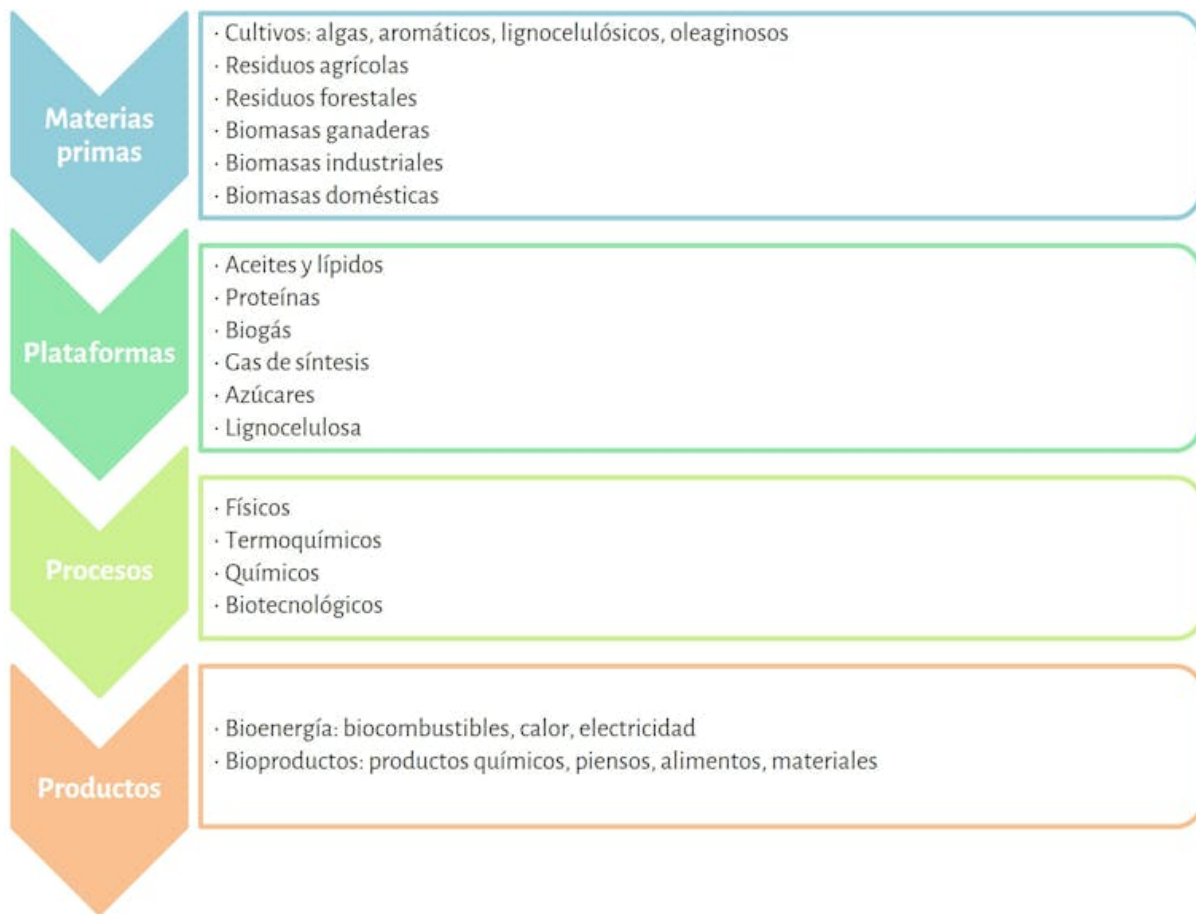 Materias
primas
· Cultivos: algas, aromáticos, lignocelulósicos, oleaginosos
· Residuos agrícolas
· Residuos forestales
· Biomasas ganaderas
· Biomasas industriales
· Biomasas domésticas
Plataformas
· Aceites y lípidos
· Proteínas
· Biogás
· Gas de síntesis
· Azúcares
· Lignocelulosa
Procesos
· Físicos
· Termoquímicos
· Químicos
· Biotecnológicos
Productos
· Bioenergía: biocombustibles, calor, electricidad
· Bioproductos: productos químicos, piensos, alimentos, materiales